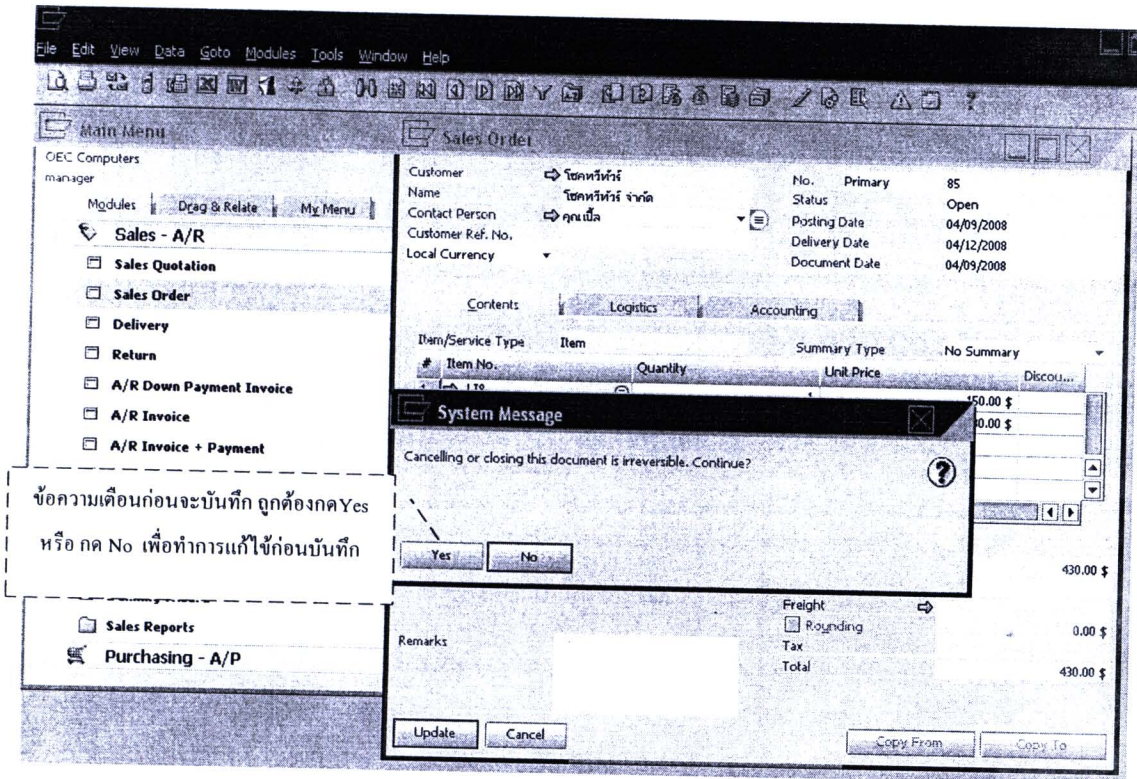 File Edit View Data Goto Modules Tools Window Help
Main Menu
OEC Computers
manager
Modules Drag & Relate My Menu
Sales - A/R
Sales Quotation
Sales Order
Delivery
Return
A/R Down Payment Invoice
A/R Invoice
A/R Invoice + Payment
ข้อความเตือนก่อนจะบันทึก ถูกต้องกดYes
หรือ กด No เพื่อทำการแก้ไข้ก่อนบันทึก
Sales Reports
Purchasing - A/P
Sales Order
Customer โชคทวีทัวร์
Name โชคทวีทัวร์ จำกัด
Contact Person คุณเปิ้ล
Customer Ref. No.
Local Currency
No. Primary 85
Status Open
Posting Date 04/09/2008
Delivery Date 04/12/2008
Document Date 04/09/2008
Contents Logistics Accounting
Item/Service Type Item Summary Type No Summary
# Item No. Quantity Unit Price Discou...
150.00 $
System Message
Cancelling or closing this document is irreversible. Continue?
Yes No
430.00 $
Freight
Rounding 0.00 $
Tax
Total 430.00 $
Remarks
Update Cancel Copy From Copy To